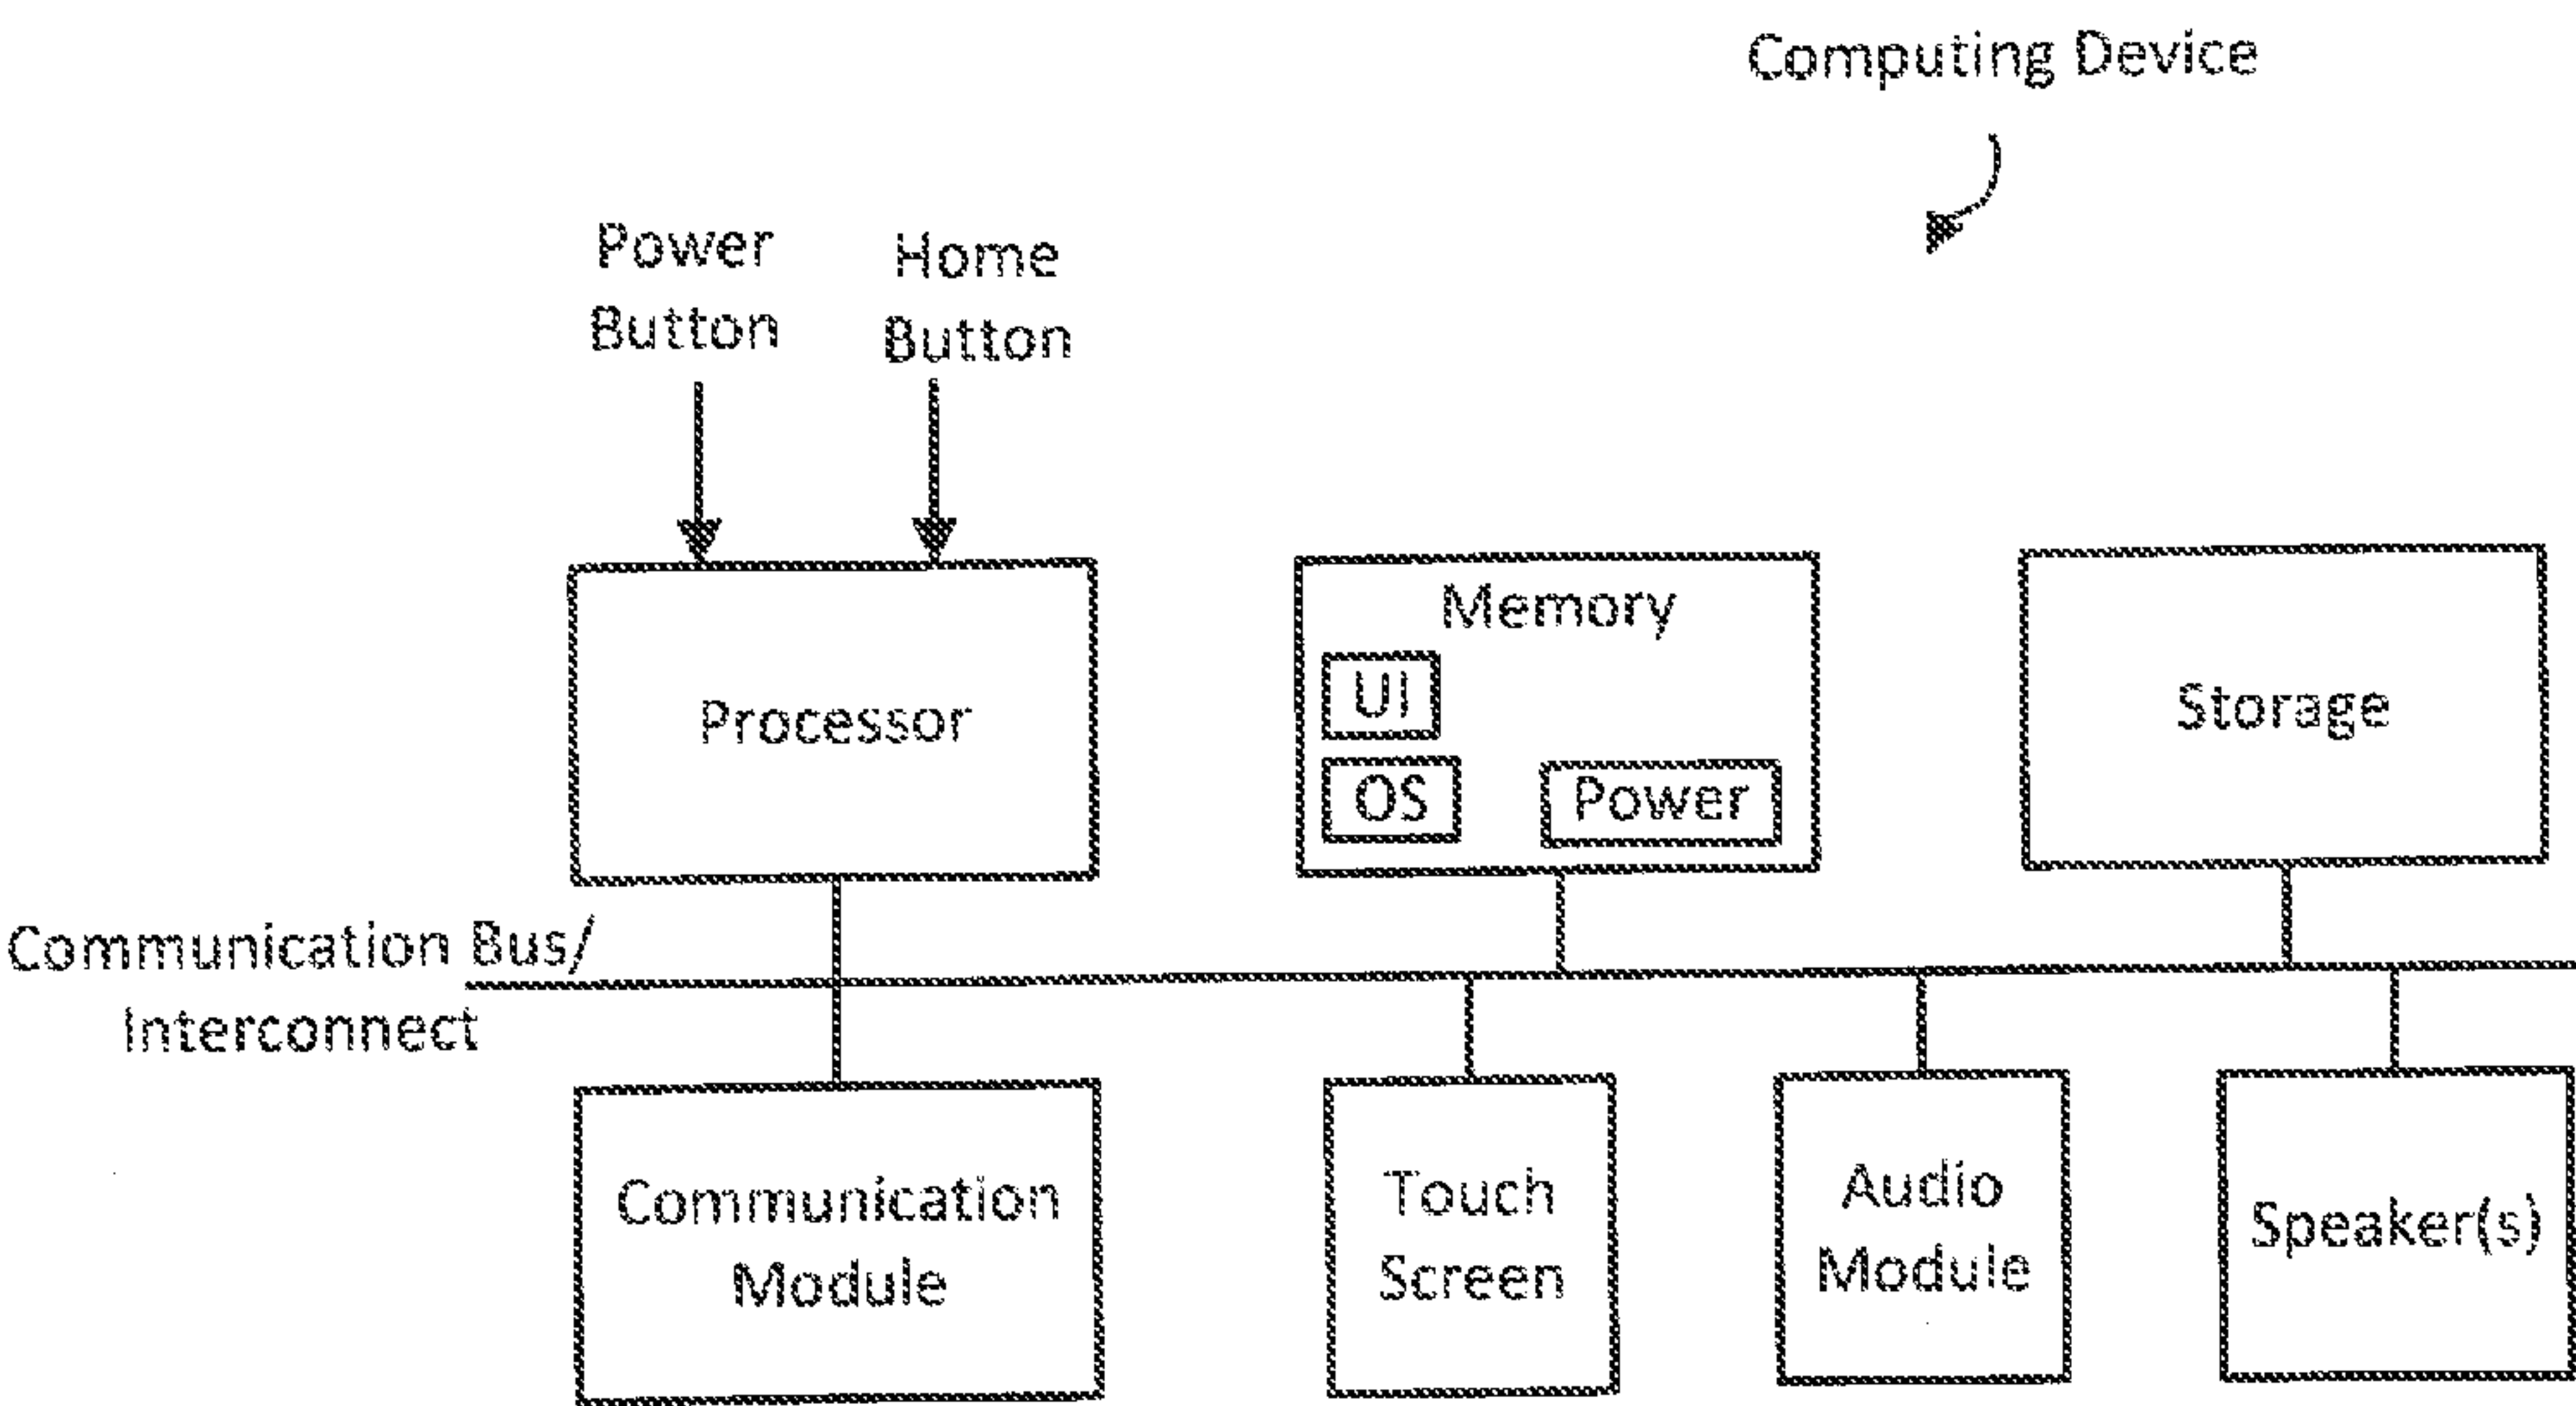 Computing Device
Power
Button
Home
Button
Processor
Memory
UI
OS
Power
Storage
Communication Bus/
Interconnect
Communication
Module
Touch
Screen
Audio
Module
Speaker(s)